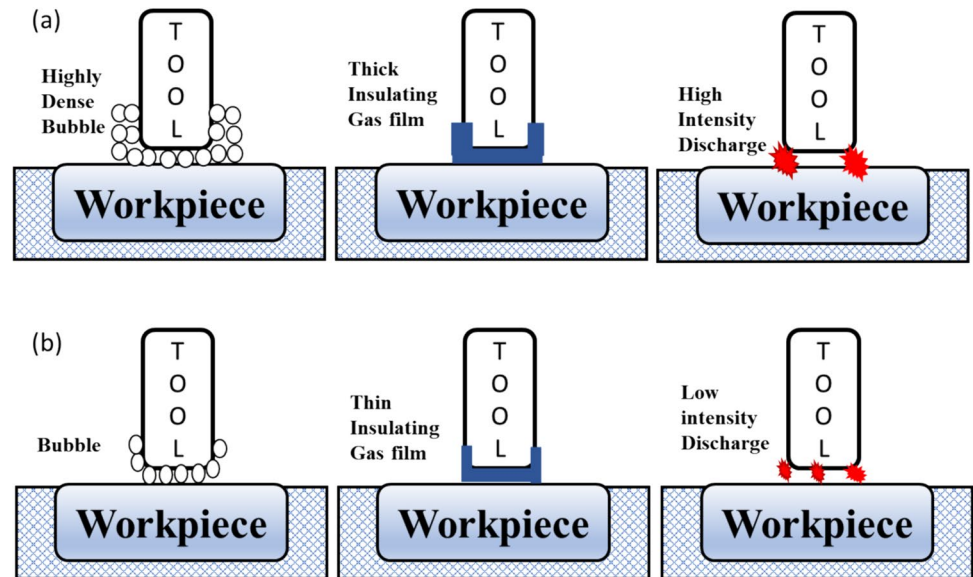 (a)
T
O
O
L
Highly
Dense
Bubble
Workpiece
T
O
O
L
Thick
Insulating
Gas film
Workpiece
T
O
O
L
High
Intensity
Discharge
Workpiece
(b)
T
O
O
L
Bubble
Workpiece
T
O
O
L
Thin
Insulating
Gas film
Workpiece
T
O
O
L
Low
intensity
Discharge
Workpiece